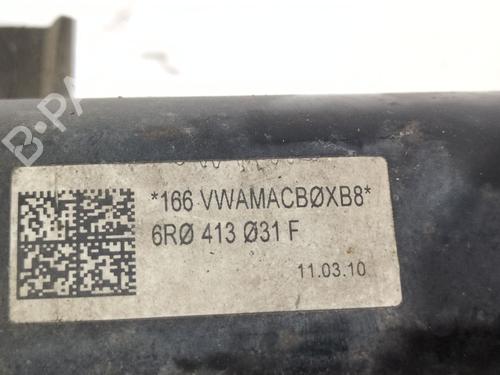 B-PA
*166 VWAMACBØXB8*
6RØ 413 Ø31 F
11.03.10